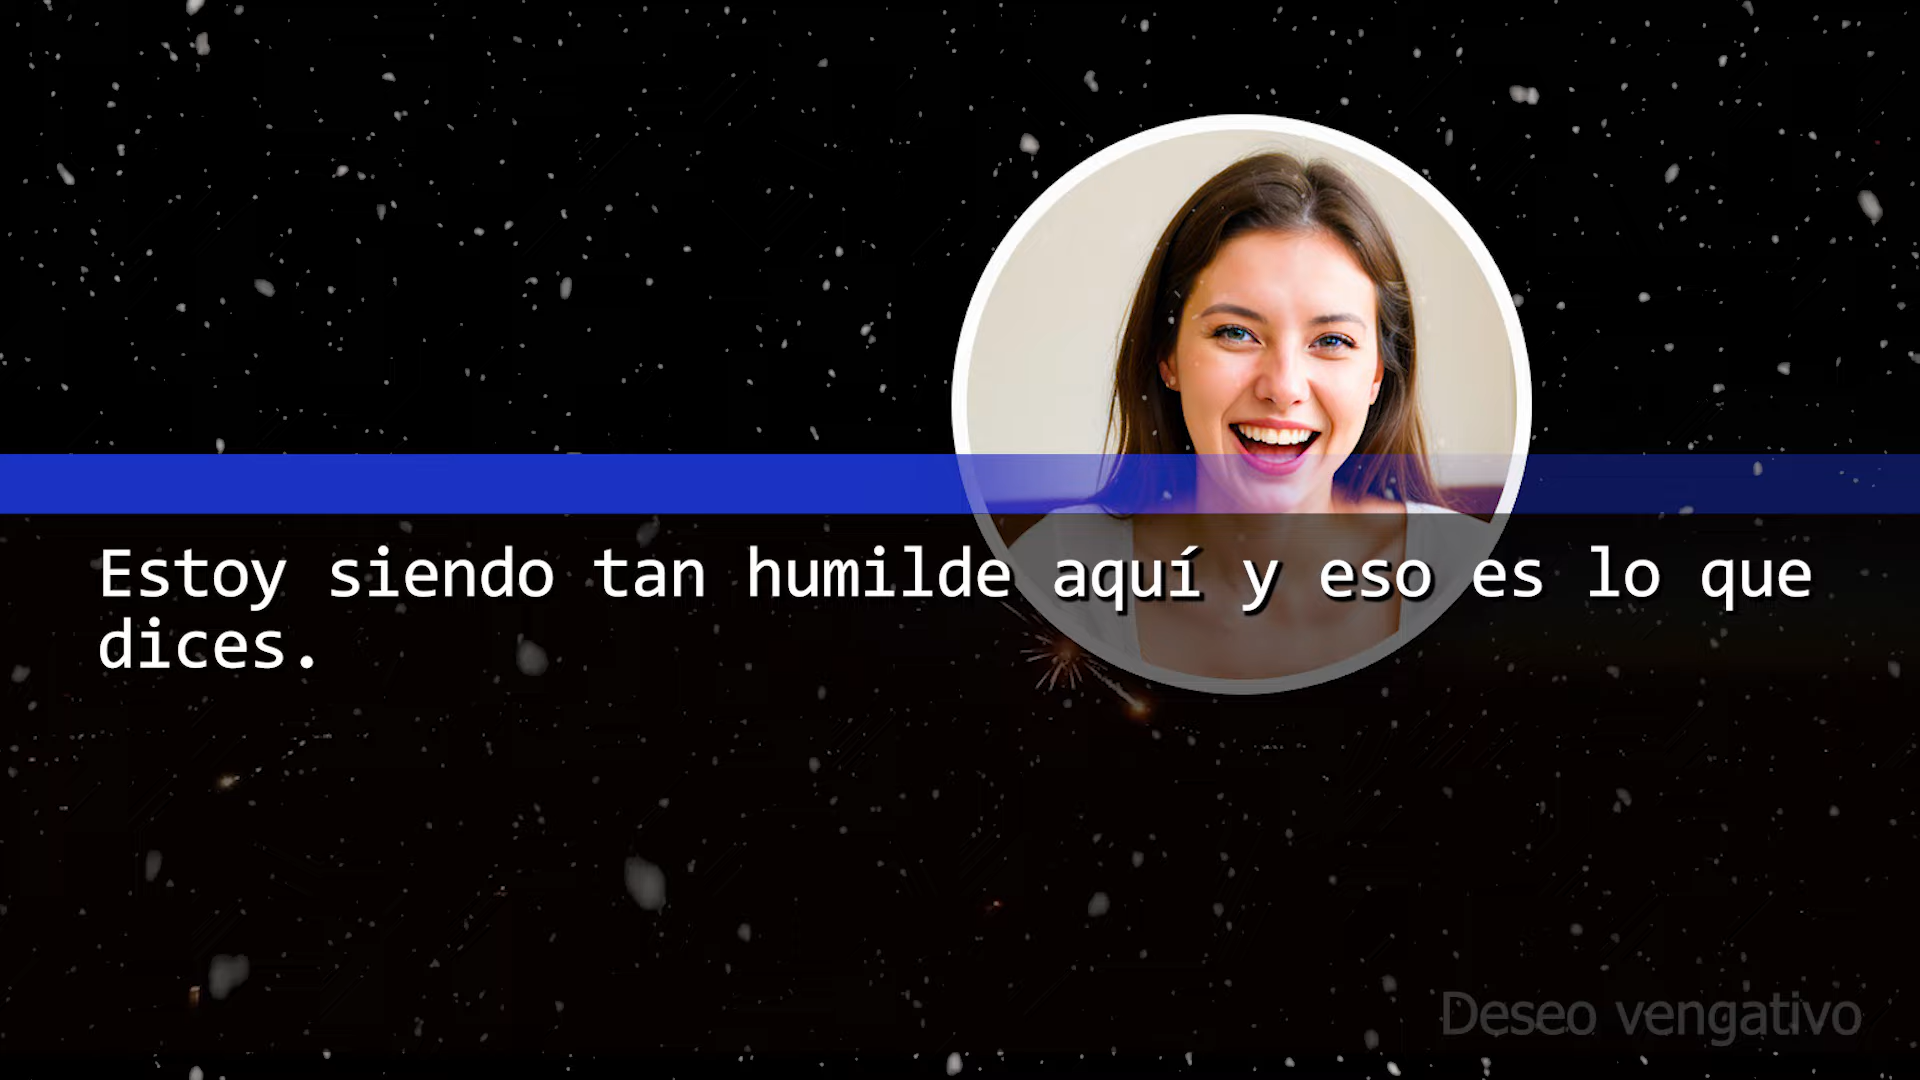 Estoy siendo tan humilde aquí y eso es lo que
dices.
Deseo vengativo